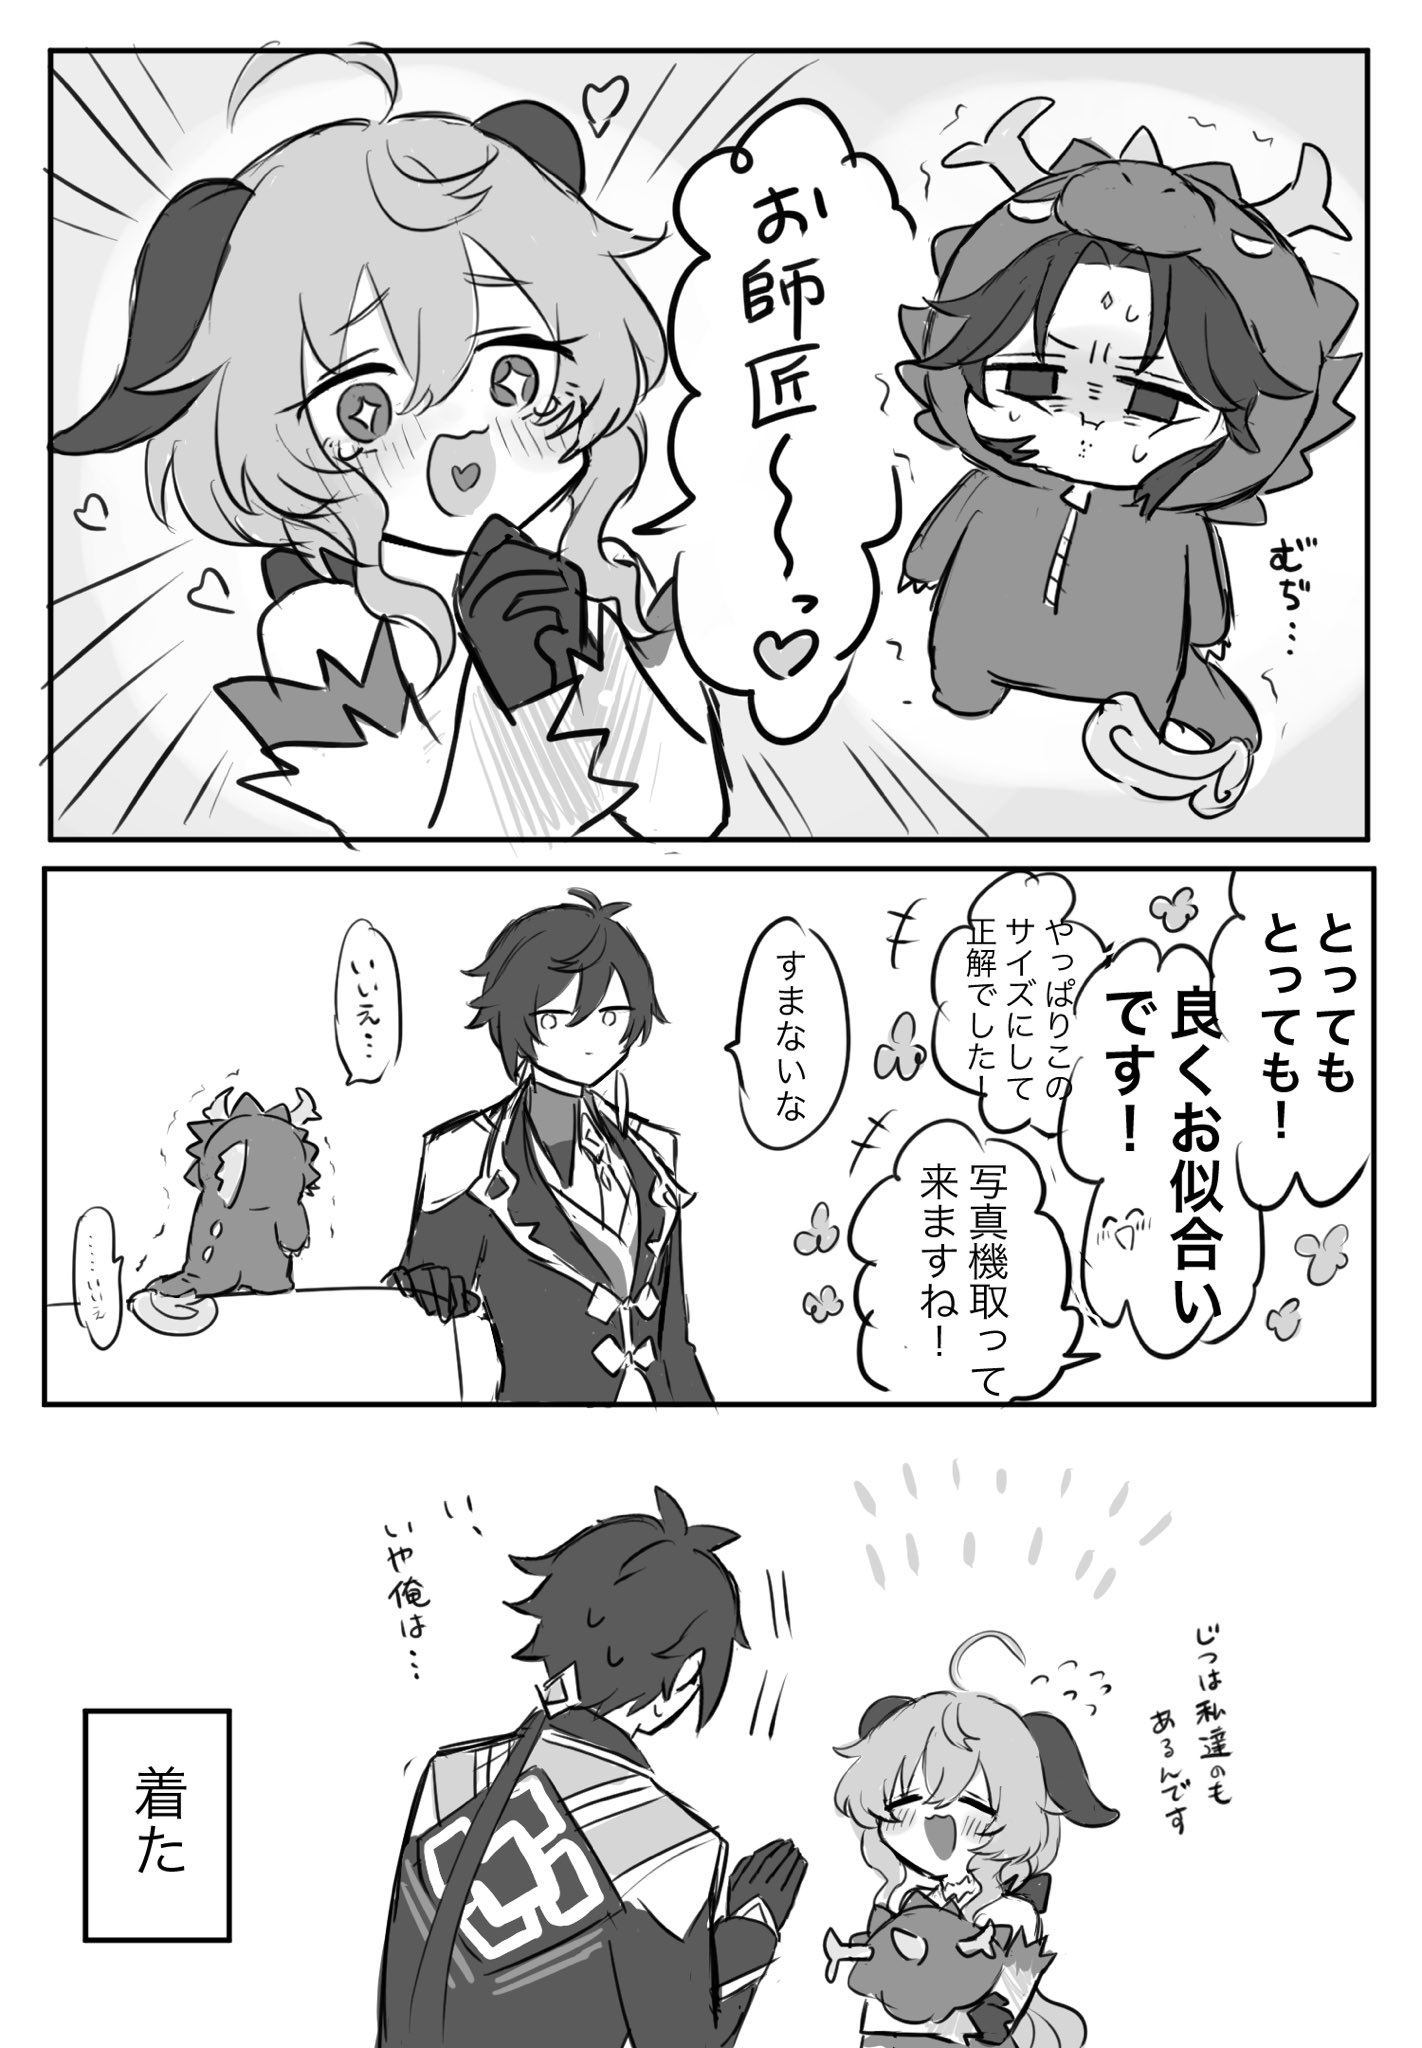 むぢ…
お師匠〜〜っ♡
とっても
とっても！
良くお似合い
です！
やっぱりこの
サイズにして
正解でした！
写真機取って
来ますね！
すまないな
いいえ…
……いいえ
じつは私達のも
あるんです
い、
いや俺は…
着た